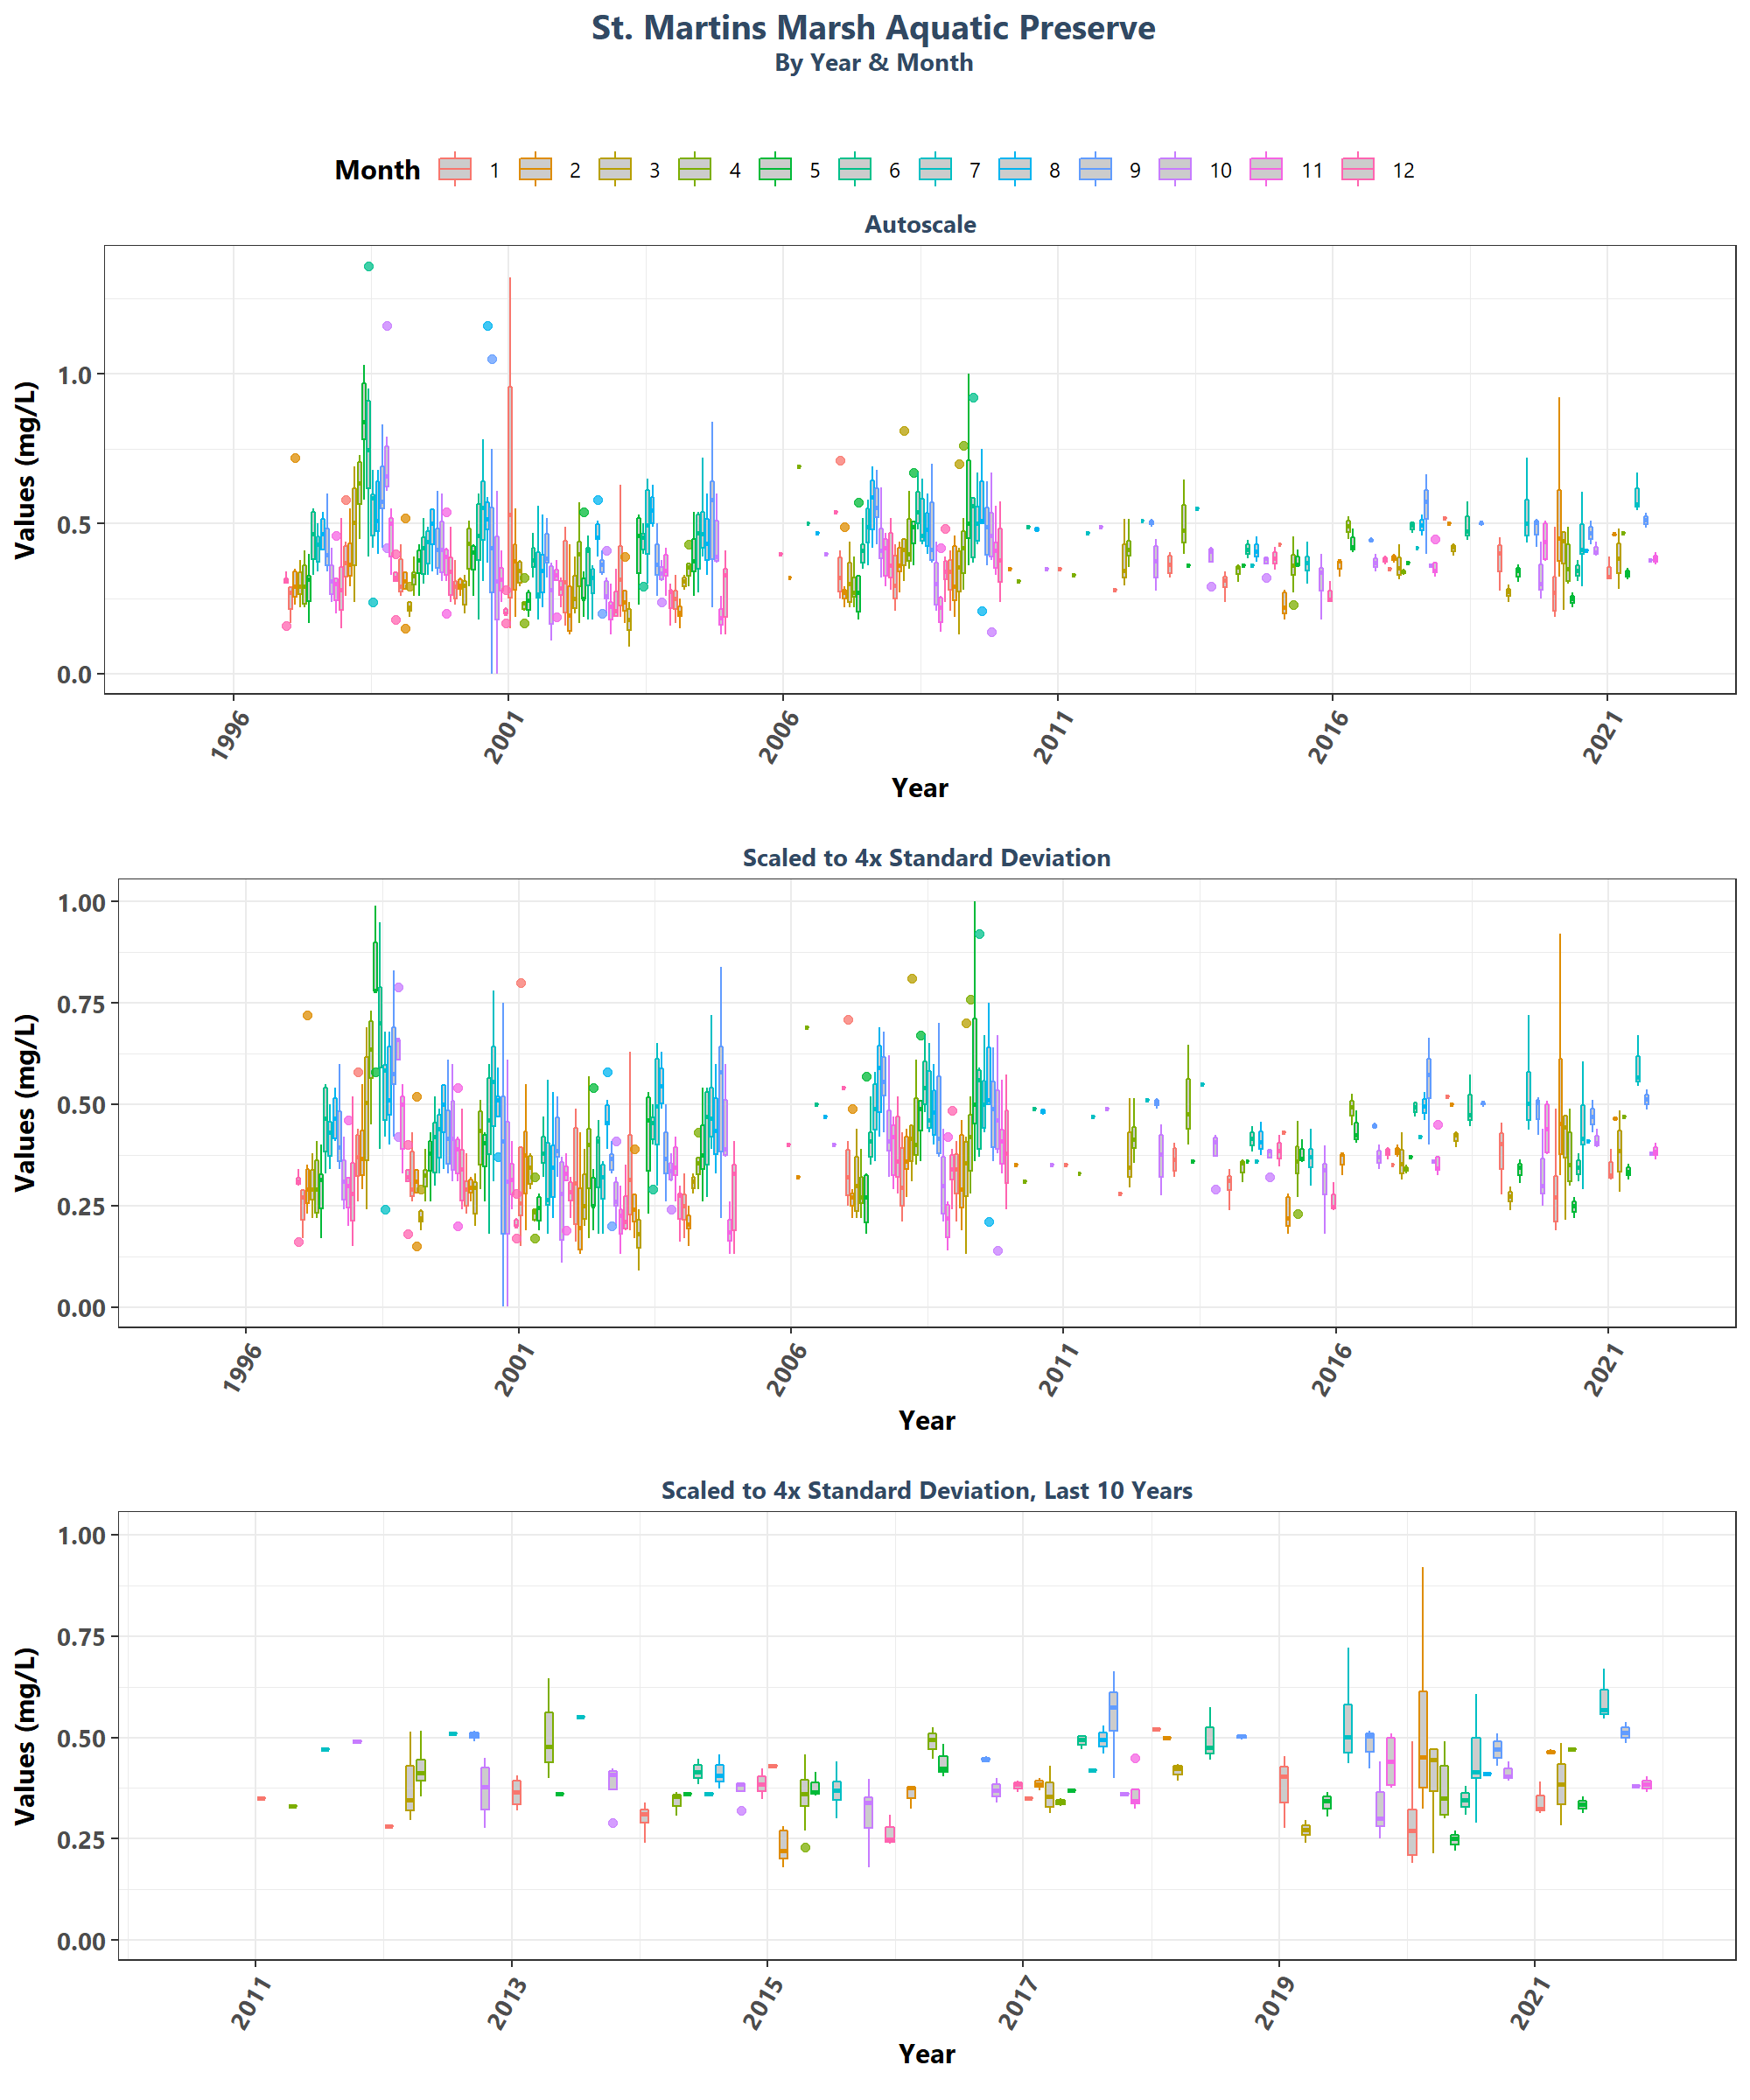 St. Martins Marsh Aquatic Preserve
By Year & Month
Month 1 2 3 4 5 6 7 8 9 10 11 12
Autoscale
Values (mg/L)
1.0
0.5
0.0
1996 2001 2006 2011 2016 2021
Year
Scaled to 4x Standard Deviation
Values (mg/L)
1.00
0.75
0.50
0.25
0.00
1996 2001 2006 2011 2016 2021
Year
Scaled to 4x Standard Deviation, Last 10 Years
Values (mg/L)
1.00
0.75
0.50
0.25
0.00
2011 2013 2015 2017 2019 2021
Year